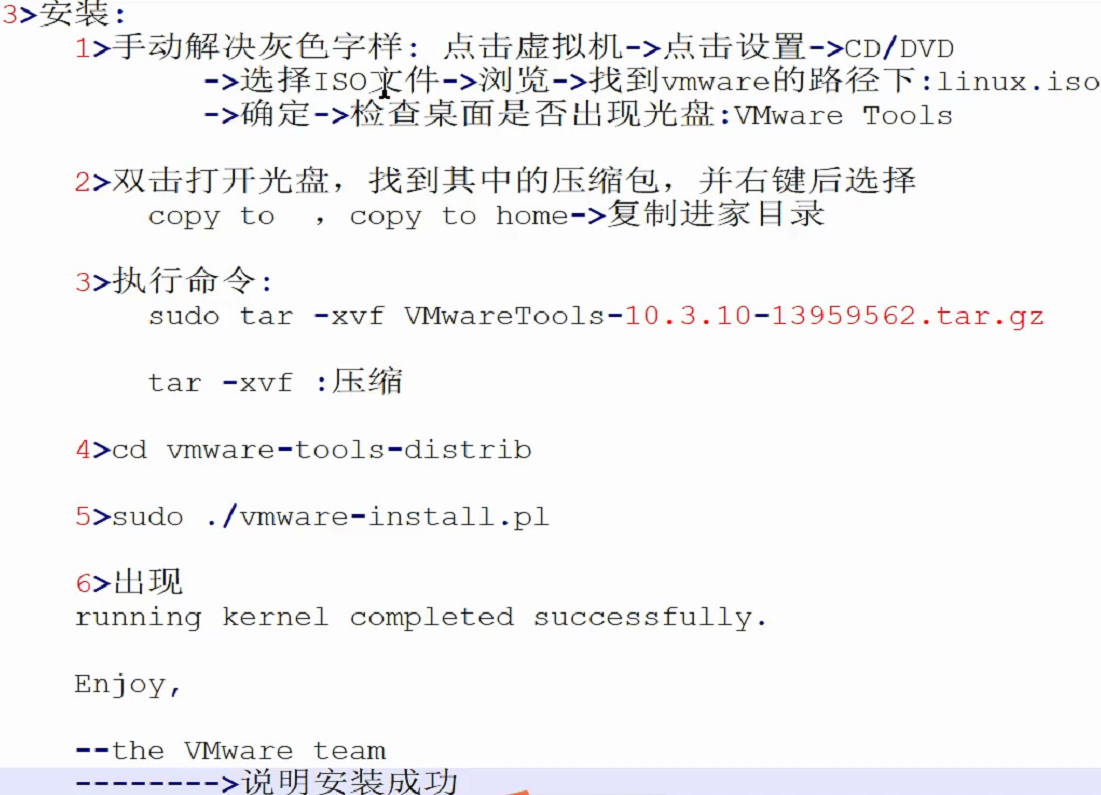 3>安装:
1>手动解决灰色字样: 点击虚拟机->点击设置->CD/DVD
->选择ISO文件->浏览->找到vmware的路径下:linux.iso
->确定->检查桌面是否出现光盘:VMware Tools
2>双击打开光盘，找到其中的压缩包，并右键后选择
copy to ，copy to home->复制进家目录
3>执行命令:
sudo tar -xvf VMwareTools-10.3.10-13959562.tar.gz
tar -xvf :压缩
4>cd vmware-tools-distrib
5>sudo ./vmware-install.pl
6>出现
running kernel completed successfully.
Enjoy,
--the VMware team
-------->说明安装成功